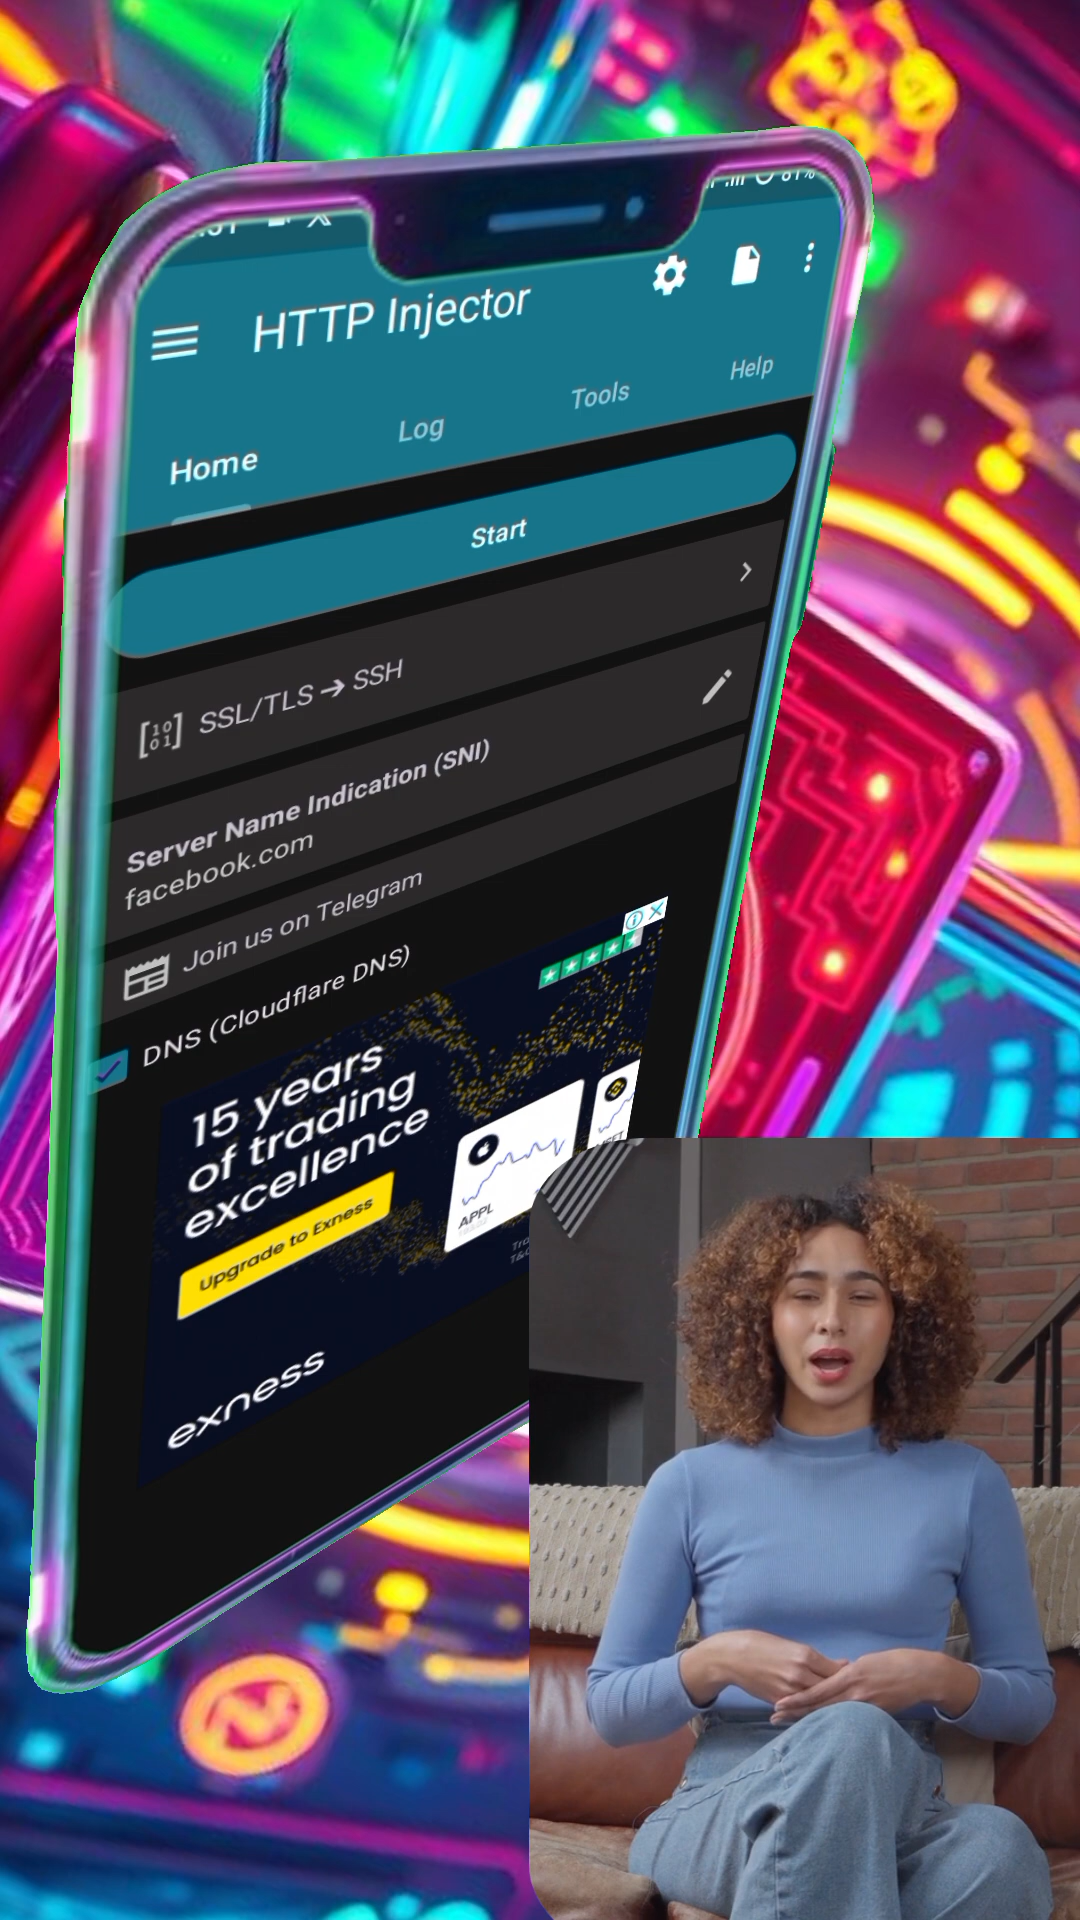 81%
HTTP Injector
Home
Log
Tools
Help
Start
SSL/TLS → SSH
Server Name Indication (SNI)
facebook.com
Join us on Telegram
DNS (Cloudflare DNS)
15 years
of trading
excellence
Upgrade to Exness
APPL
exness